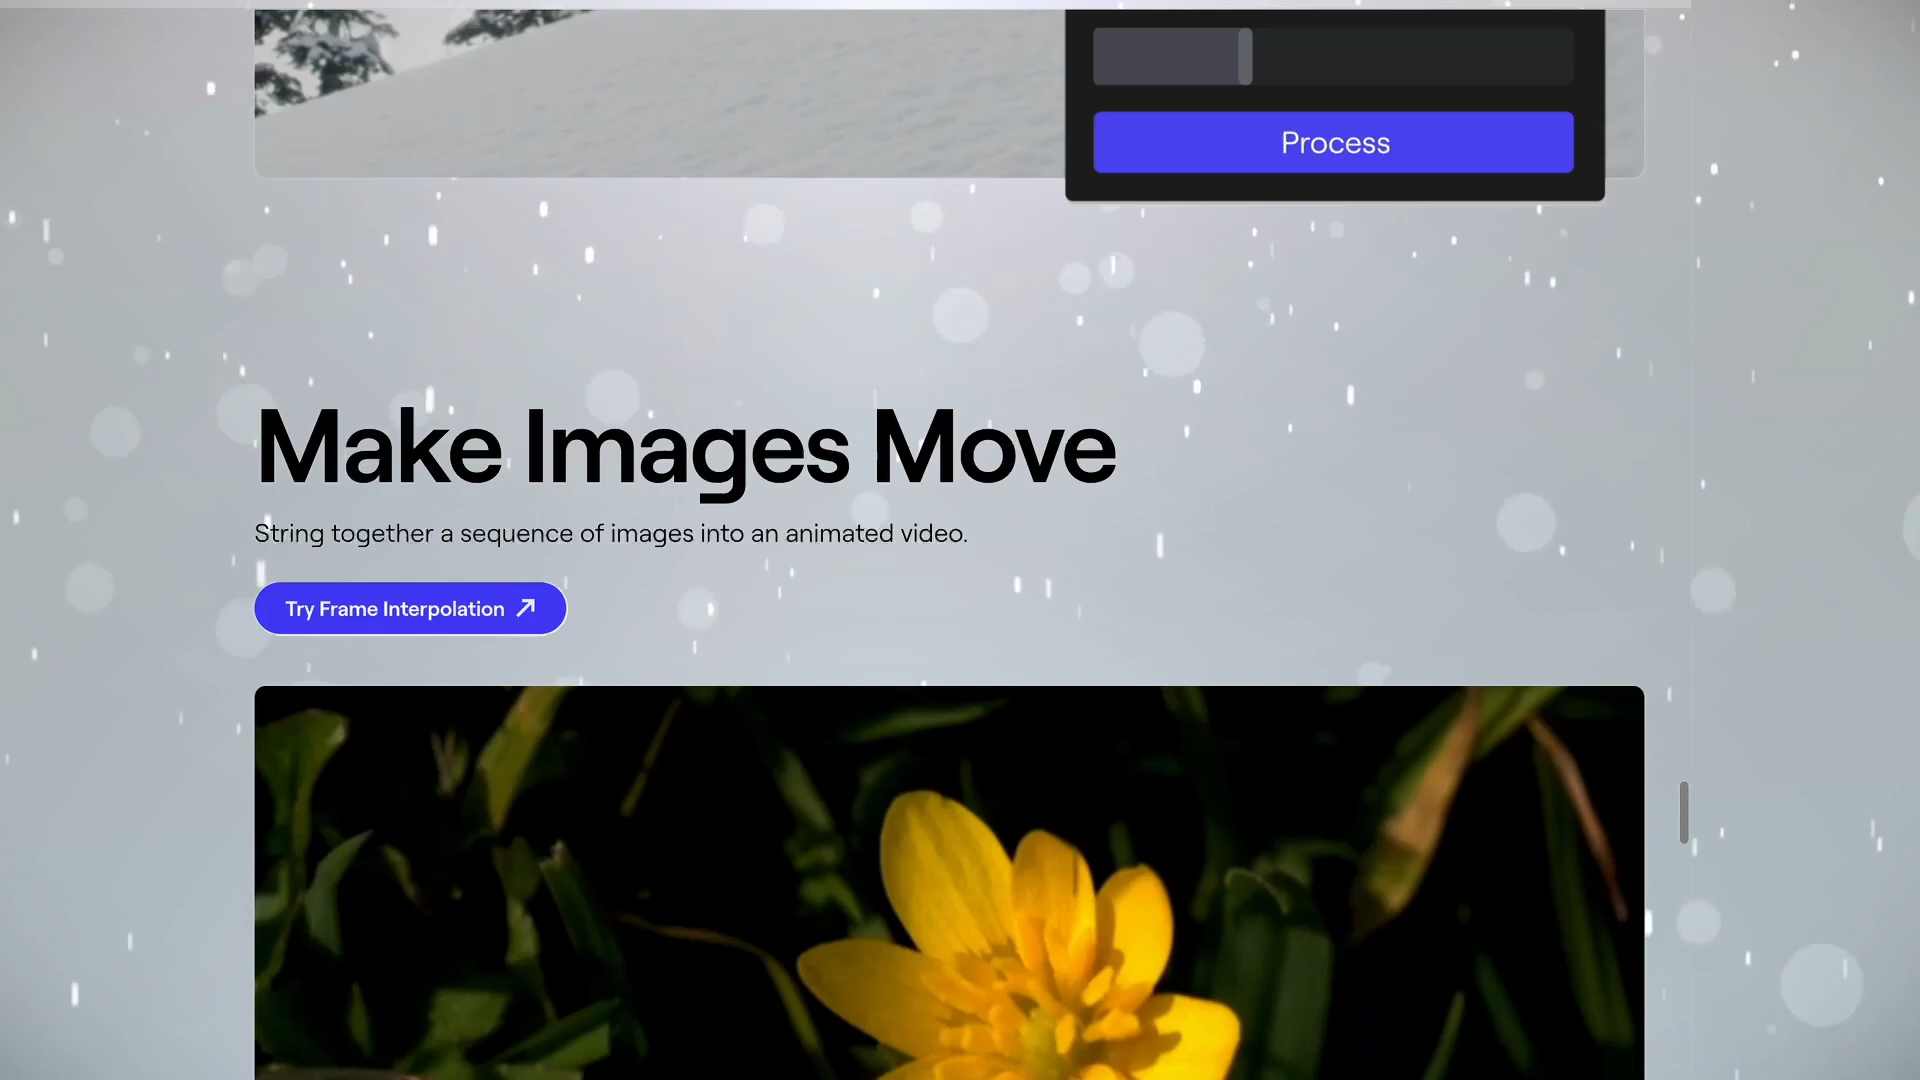 Process
Make Images Move
String together a sequence of images into an animated video.
Try Frame Interpolation